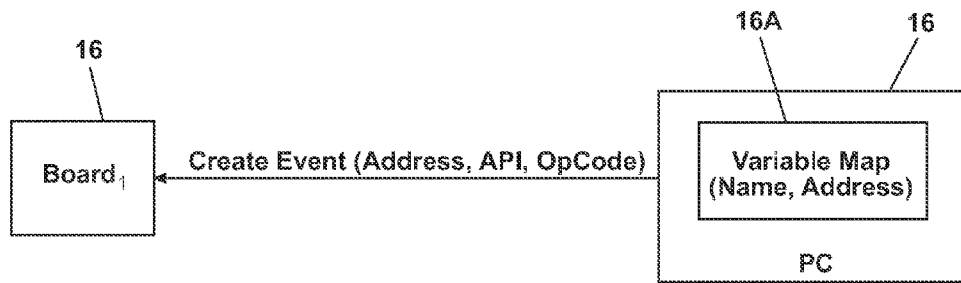 16
16A
16
Board1
Create Event (Address, API, OpCode)
Variable Map
(Name, Address)
PC